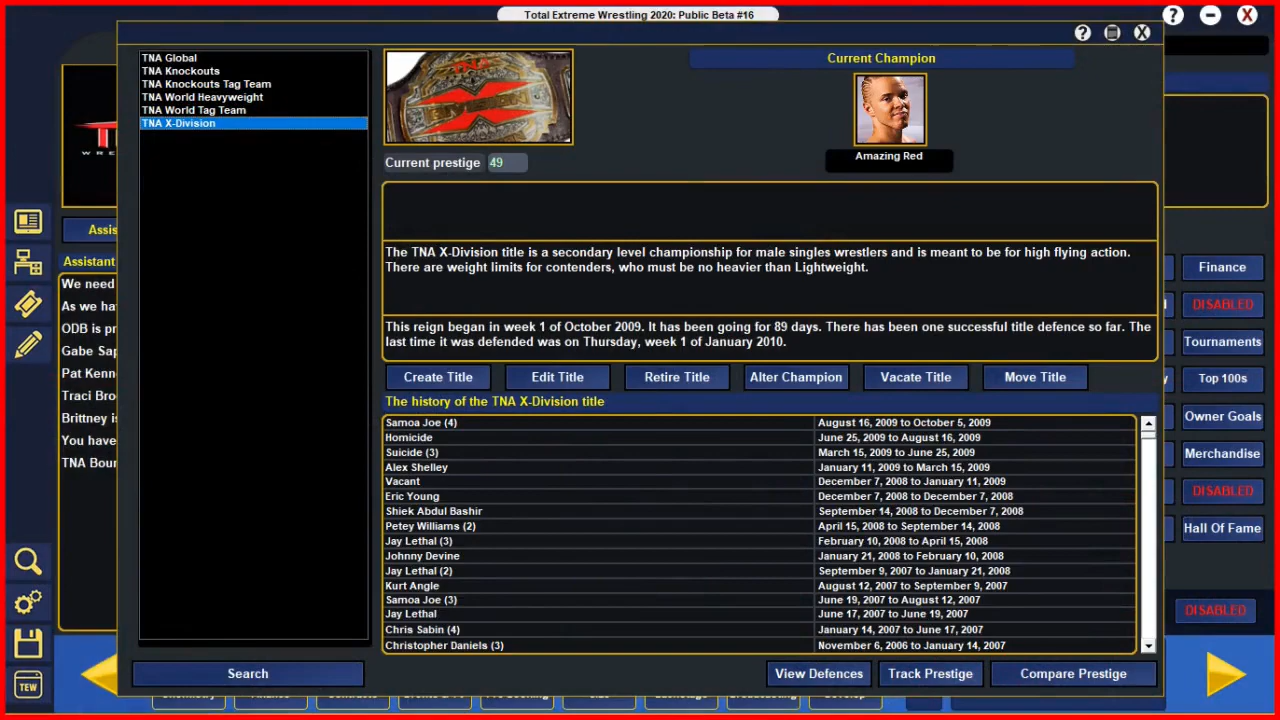 Total Extreme Wrestling 2020: Public Beta #16
TNA Global
TNA Knockouts
TNA Knockouts Tag Team
TNA World Heavyweight
TNA World Tag Team
TNA X-Division
Current Champion
Amazing Red
Current prestige 49
The TNA X-Division title is a secondary level championship for male singles wrestlers and is meant to be for high flying action.
There are weight limits for contenders, who must be no heavier than Lightweight.
This reign began in week 1 of October 2009. It has been going for 89 days. There has been one successful title defence so far. The
last time it was defended was on Thursday, week 1 of January 2010.
Create Title
Edit Title
Retire Title
Alter Champion
Vacate Title
Move Title
The history of the TNA X-Division title
Samoa Joe (4) August 16, 2009 to October 5, 2009
Homicide June 25, 2009 to August 16, 2009
Suicide (3) March 15, 2009 to June 25, 2009
Alex Shelley January 11, 2009 to March 15, 2009
Vacant December 7, 2008 to January 11, 2009
Eric Young December 7, 2008 to December 7, 2008
Shiek Abdul Bashir September 14, 2008 to December 7, 2008
Petey Williams (2) April 15, 2008 to September 14, 2008
Jay Lethal (3) February 10, 2008 to April 15, 2008
Johnny Devine January 21, 2008 to February 10, 2008
Jay Lethal (2) September 9, 2007 to January 21, 2008
Kurt Angle August 12, 2007 to September 9, 2007
Samoa Joe (3) June 19, 2007 to August 12, 2007
Jay Lethal June 17, 2007 to June 19, 2007
Chris Sabin (4) January 14, 2007 to June 17, 2007
Christopher Daniels (3) November 6, 2006 to January 14, 2007
Search
View Defences
Track Prestige
Compare Prestige
Assis
Assistant
We need
As we ha
ODB is pr
Gabe Sap
Pat Kenn
Traci Bro
Brittney is
You have
TNA Boun
Finance
DISABLED
Tournaments
Top 100s
Owner Goals
Merchandise
DISABLED
Hall Of Fame
DISABLED
TEW